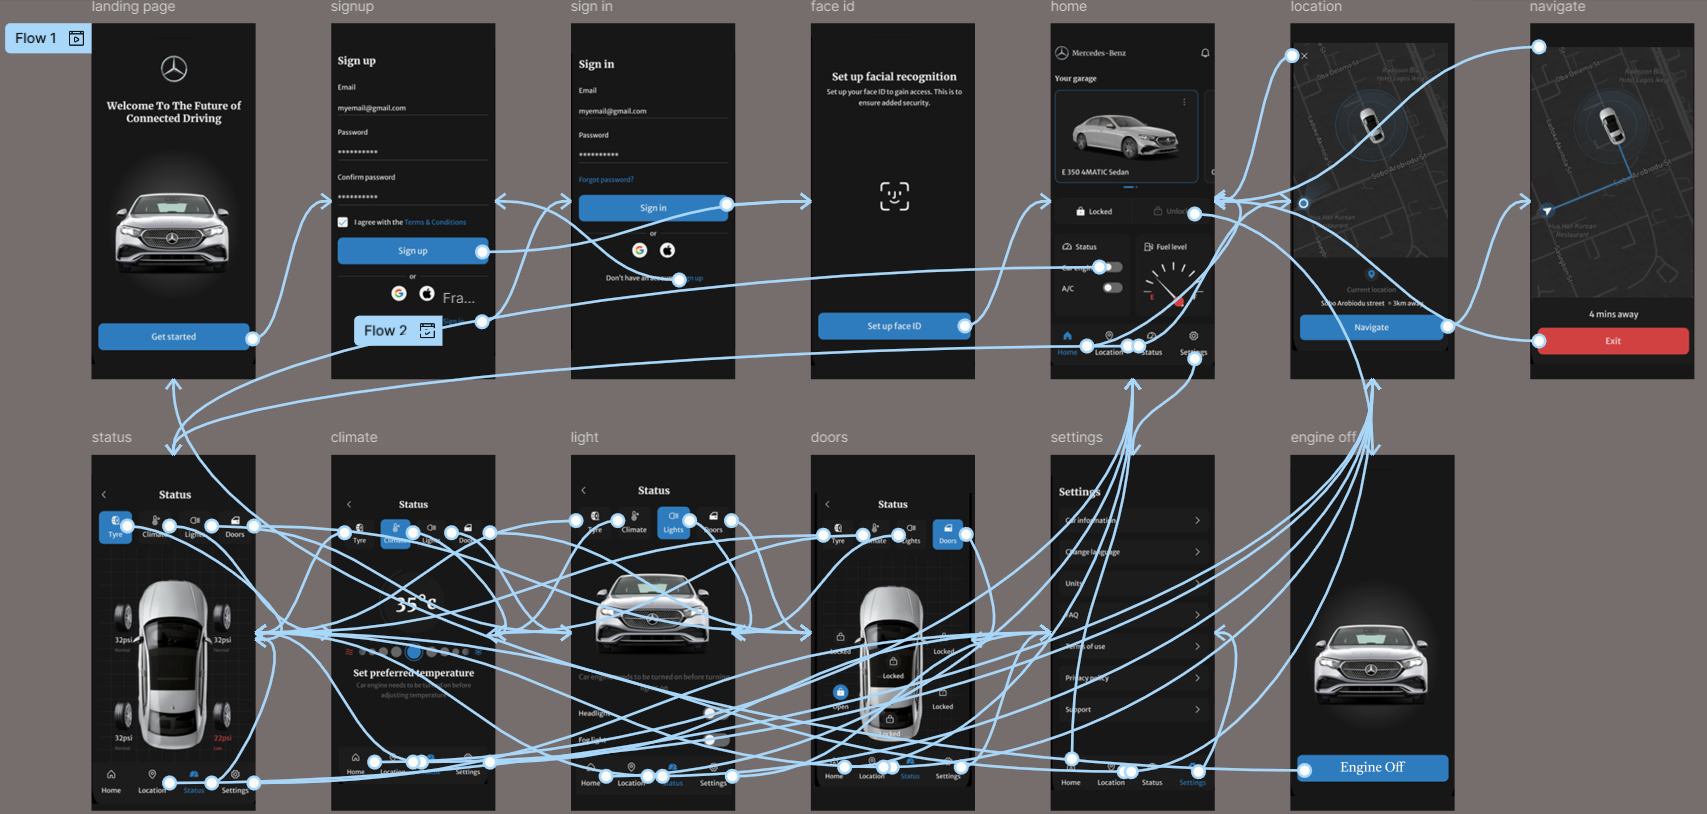 landing page
signup
sign in
face id
home
location
navigate
Flow 1
Welcome To The Future of
Connected Driving
Get started
Sign up
Email
myemail@gmail.com
Password
**********
Confirm password
**********
I agree with the Terms & Conditions
Sign up
or
Fra...
Flow 2
Sign in
Email
myemail@gmail.com
Password
**********
Forgot password?
Sign in
or
Don't have an account
Set up facial recognition
Set up your face ID to gain access. This is to
ensure added security.
Set up face ID
Mercedes-Benz
Your garage
E 350 4MATIC Sedan
Locked
Status
Fuel level
A/C
E
Home
Location
Status
Settings
Current location
Sobo Arobiodu street • 3km away
Navigate
Sobo Arobiodu St
4 mins away
Exit
status
climate
light
doors
settings
engine off
Status
Tyre
Climate
Lights
Doors
32psi
Normal
32psi
Normal
32psi
Normal
22psi
Low
Home
Location
Status
Settings
Status
Tyre
Climate
Lights
Doors
35°c
Set preferred temperature
Car engine needs to be turned on before
adjusting temperature
Home
Location
Settings
Status
Tyre
Climate
Lights
Doors
Car engine needs to be turned on before turning
Headlight
Fog light
Home
Location
Status
Settings
Status
Tyre
Climate
Lights
Doors
Locked
Locked
Locked
Open
Locked
Locked
Home
Location
Status
Settings
Settings
Car information
Change language
Units
FAQ
Terms of use
Privacy policy
Support
Home
Location
Status
Settings
Engine Off